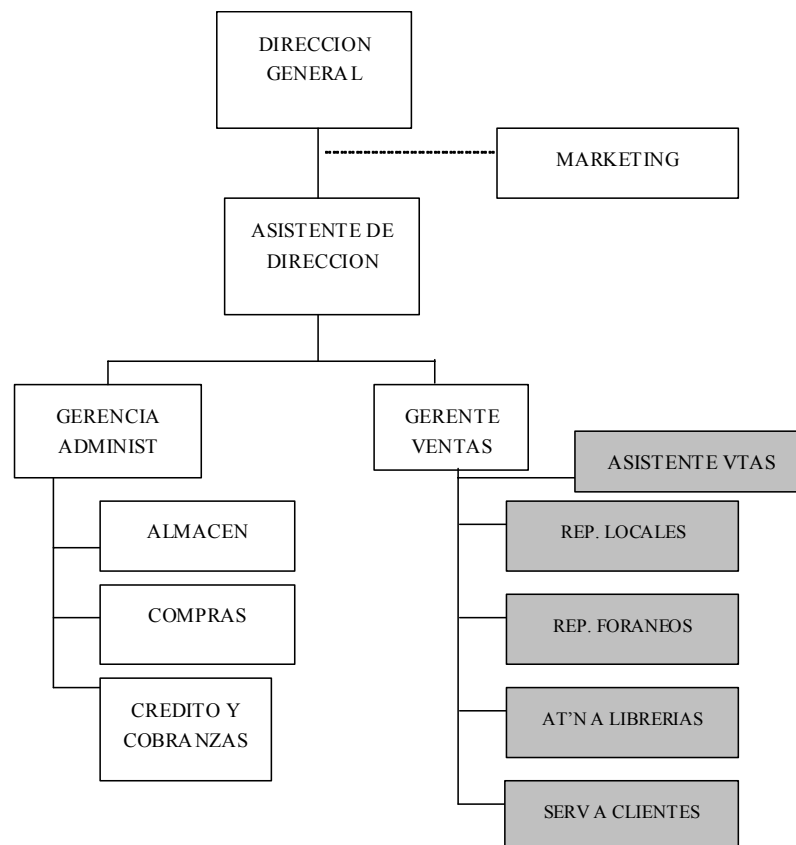 DIRECCION
GENERAL
MARKETING
ASISTENTE DE
DIRECCION
GERENCIA
ADMINIST
GERENTE
VENTAS
ASISTENTE VTAS
REP. LOCALES
ALMACEN
COMPRAS
REP. FORANEOS
CREDITO Y
COBRANZAS
AT’N A LIBRERIAS
SERV A CLIENTES